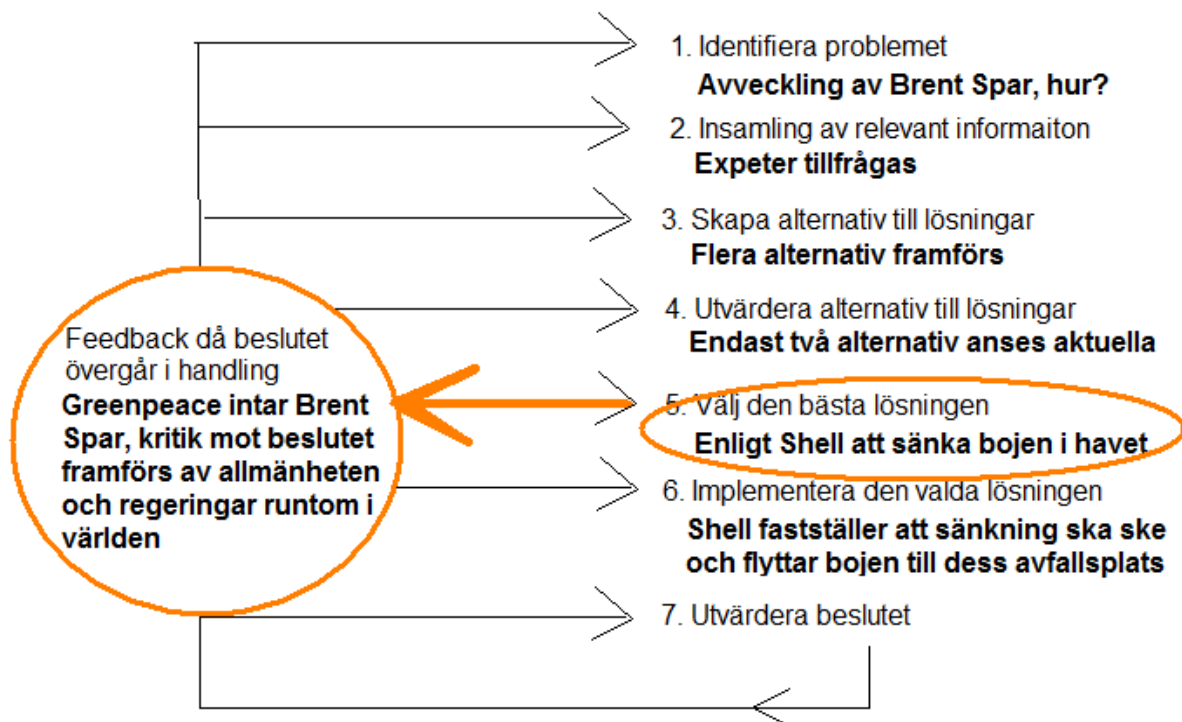 1. Identifiera problemet
Avveckling av Brent Spar, hur?
2. Insamling av relevant informaiton
Expeter tillfrågas
3. Skapa alternativ till lösningar
Flera alternativ framförs
4. Utvärdera alternativ till lösningar
Endast två alternativ anses aktuella
5. Välj den bästa lösningen
Enligt Shell att sänka bojen i havet
6. Implementera den valda lösningen
Shell fastställer att sänkning ska ske
och flyttar bojen till dess avfallsplats
7. Utvärdera beslutet
Feedback då beslutet
övergår i handling
Greenpeace intar Brent
Spar, kritik mot beslutet
framförs av allmänheten
och regeringar runtom i
världen